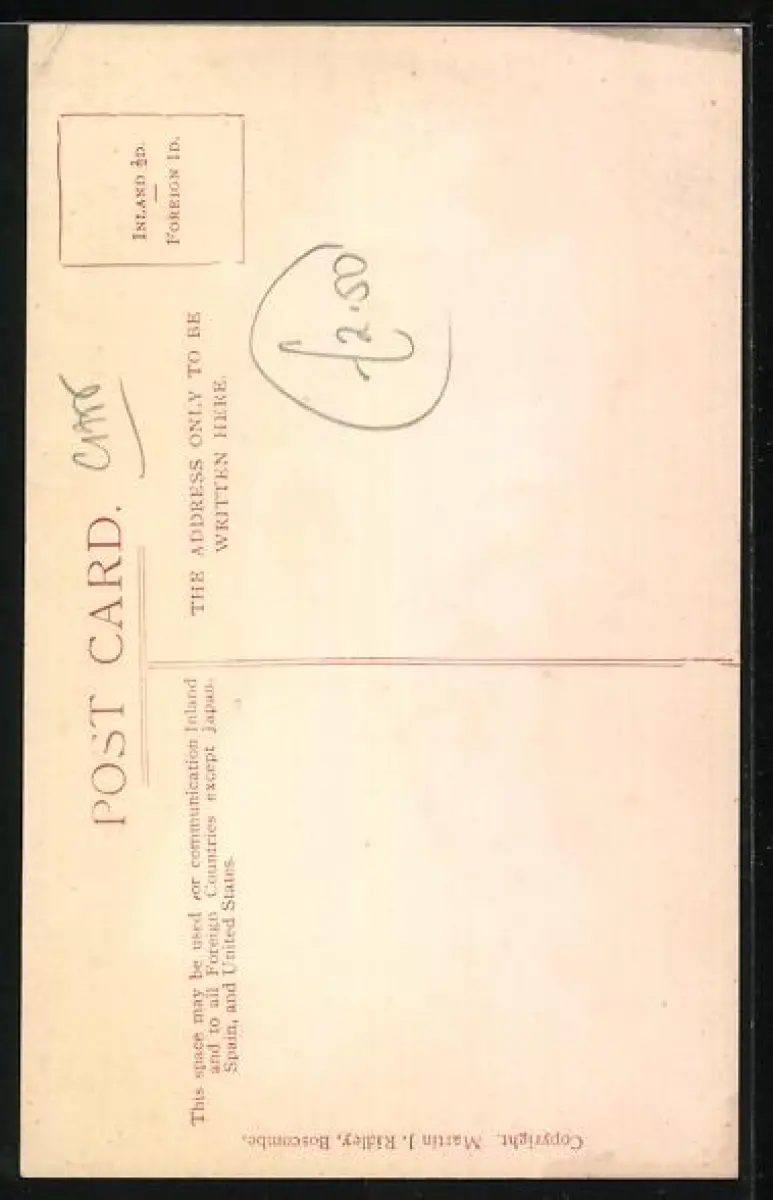 POST CARD.
INLAND ½D.
—
FOREIGN 1D.
This space may be used for communication Inland
and to all Foreign Countries except Japan,
Spain, and United States.
THE ADDRESS ONLY TO BE
WRITTEN HERE.
£2.50
Copyright. Martin J. Ridley, Boscombe.